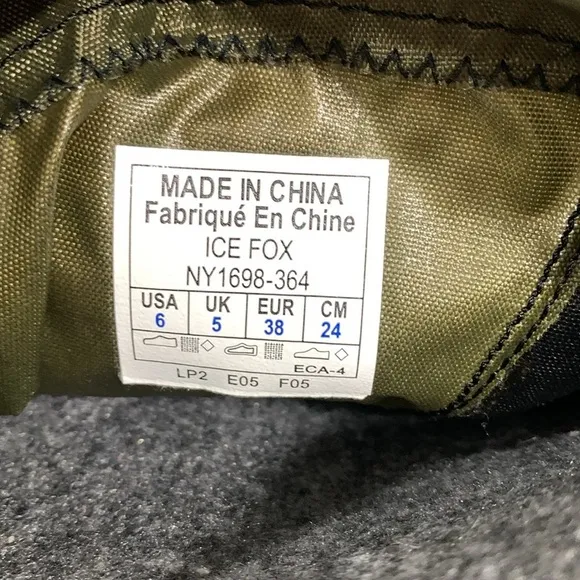 MADE IN CHINA
Fabriqué En Chine
ICE FOX
NY1698-364
USA UK EUR CM
6 5 38 24
ECA-4
LP2 E05 F05